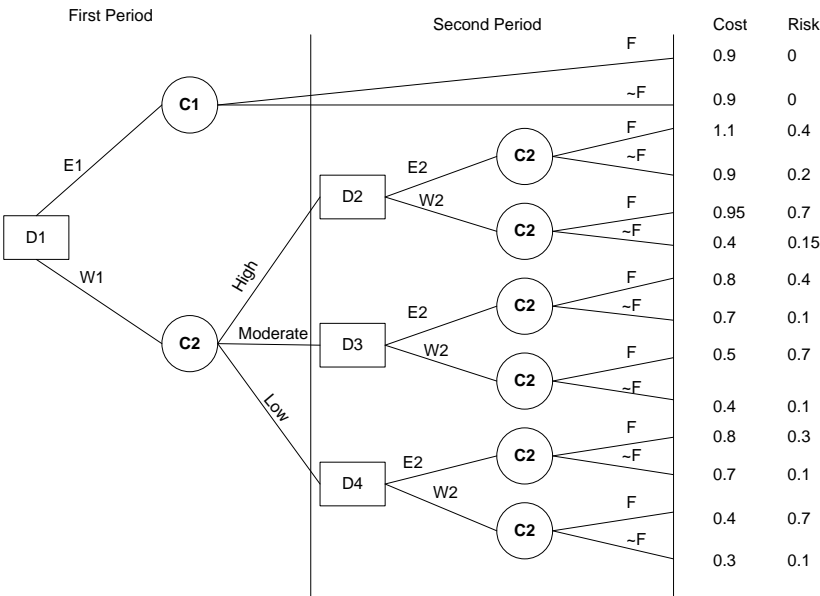 First Period
Second Period
Cost
Risk
F
0.9
0
C1
~F
0.9
0
F
1.1
0.4
E1
E2
C2
~F
0.9
0.2
D2
W2
F
0.95
0.7
D1
C2
~F
0.4
0.15
W1
High
F
0.8
0.4
E2
C2
~F
0.7
0.1
C2
Moderate
D3
W2
F
0.5
0.7
C2
~F
0.4
0.1
Low
F
0.8
0.3
E2
C2
~F
0.7
0.1
D4
W2
F
0.4
0.7
C2
~F
0.3
0.1